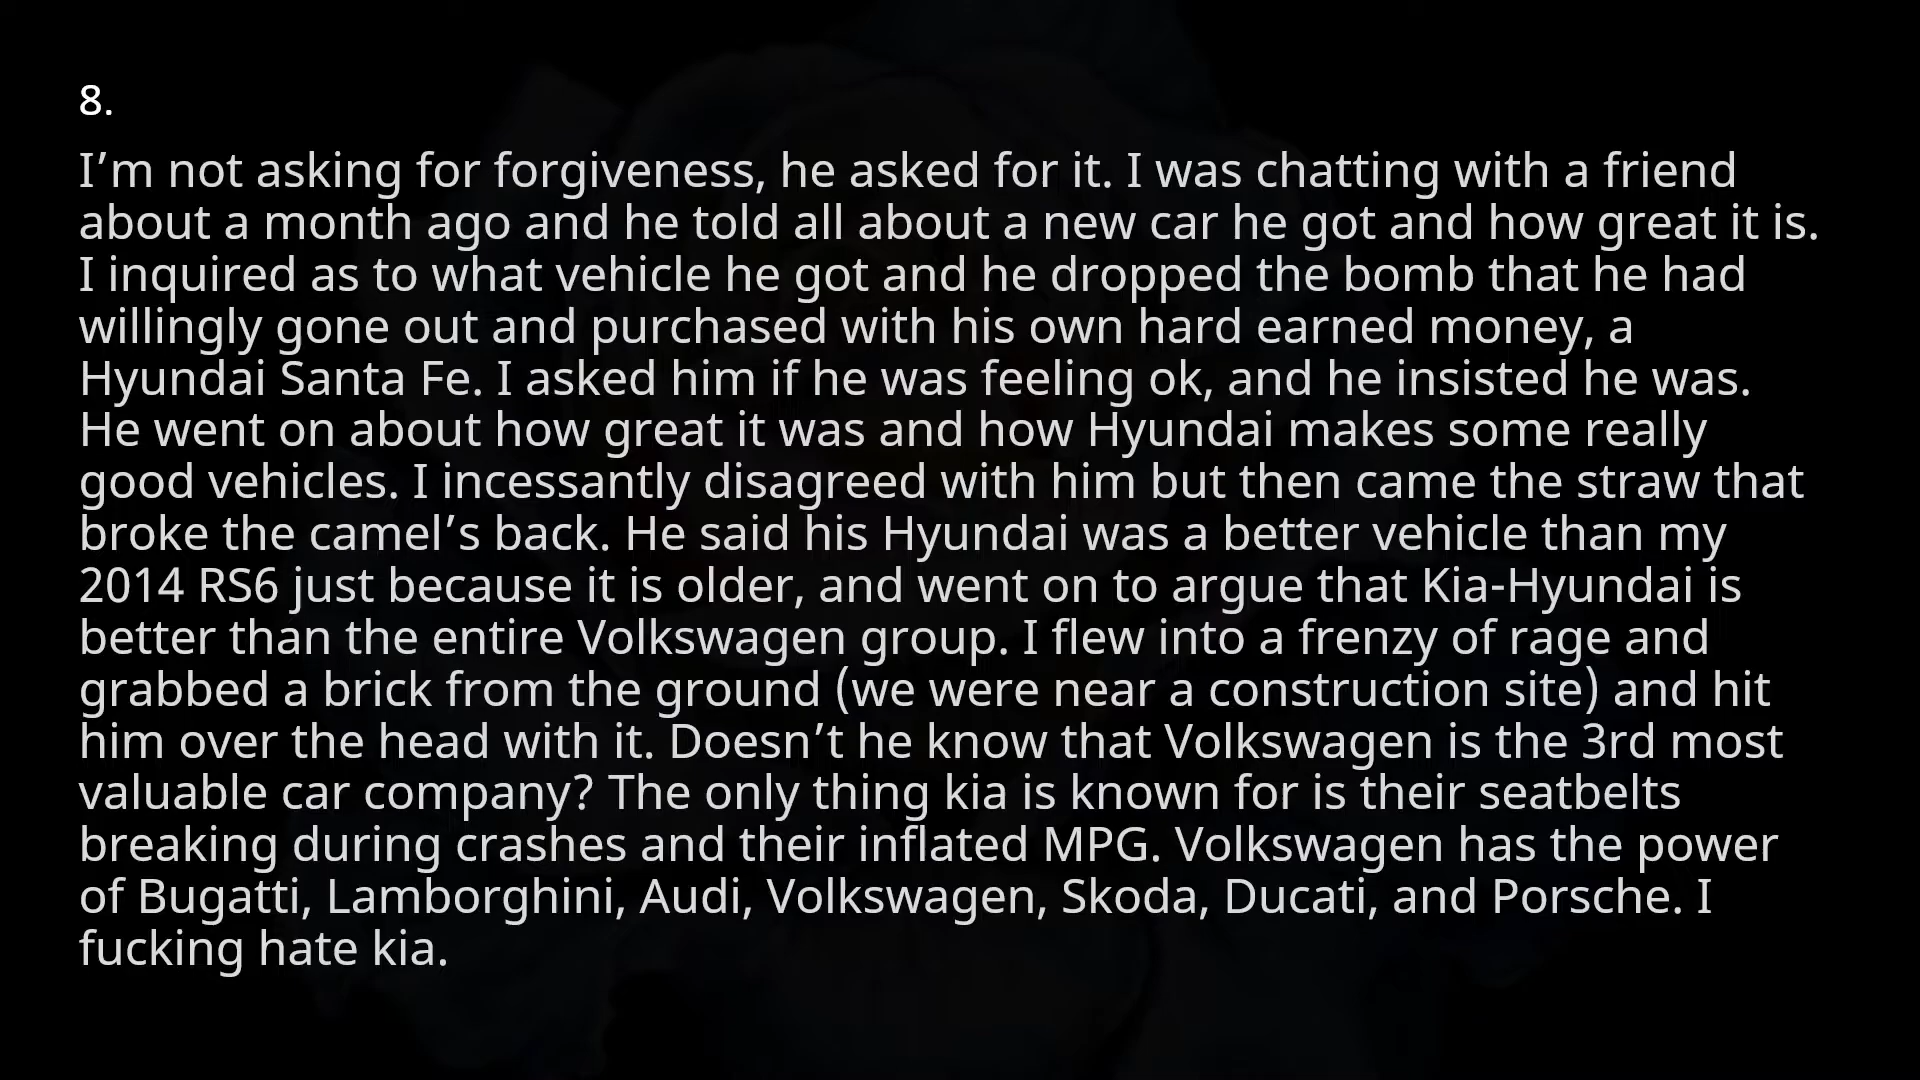 8.
I’m not asking for forgiveness, he asked for it. I was chatting with a friend
about a month ago and he told all about a new car he got and how great it is.
I inquired as to what vehicle he got and he dropped the bomb that he had
willingly gone out and purchased with his own hard earned money, a
Hyundai Santa Fe. I asked him if he was feeling ok, and he insisted he was.
He went on about how great it was and how Hyundai makes some really
good vehicles. I incessantly disagreed with him but then came the straw that
broke the camel’s back. He said his Hyundai was a better vehicle than my
2014 RS6 just because it is older, and went on to argue that Kia-Hyundai is
better than the entire Volkswagen group. I flew into a frenzy of rage and
grabbed a brick from the ground (we were near a construction site) and hit
him over the head with it. Doesn’t he know that Volkswagen is the 3rd most
valuable car company? The only thing kia is known for is their seatbelts
breaking during crashes and their inflated MPG. Volkswagen has the power
of Bugatti, Lamborghini, Audi, Volkswagen, Skoda, Ducati, and Porsche. I
fucking hate kia.